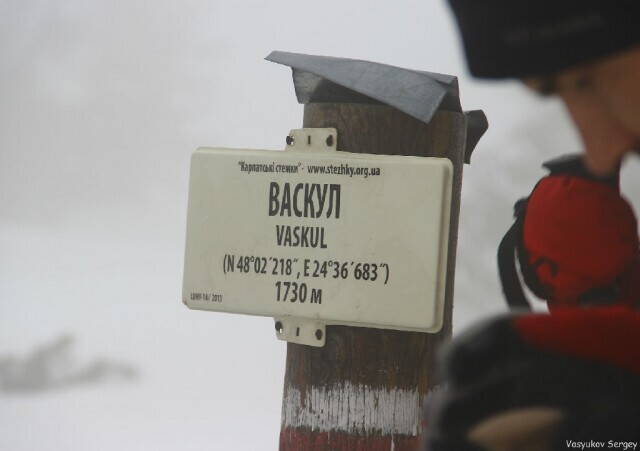 "Карпатські стежки" - www.stezhky.org.ua
ВАСКУЛ
VASKUL
(N 48°02´218˝, E 24°36´683˝)
1730 м
Vasyukov Sergey